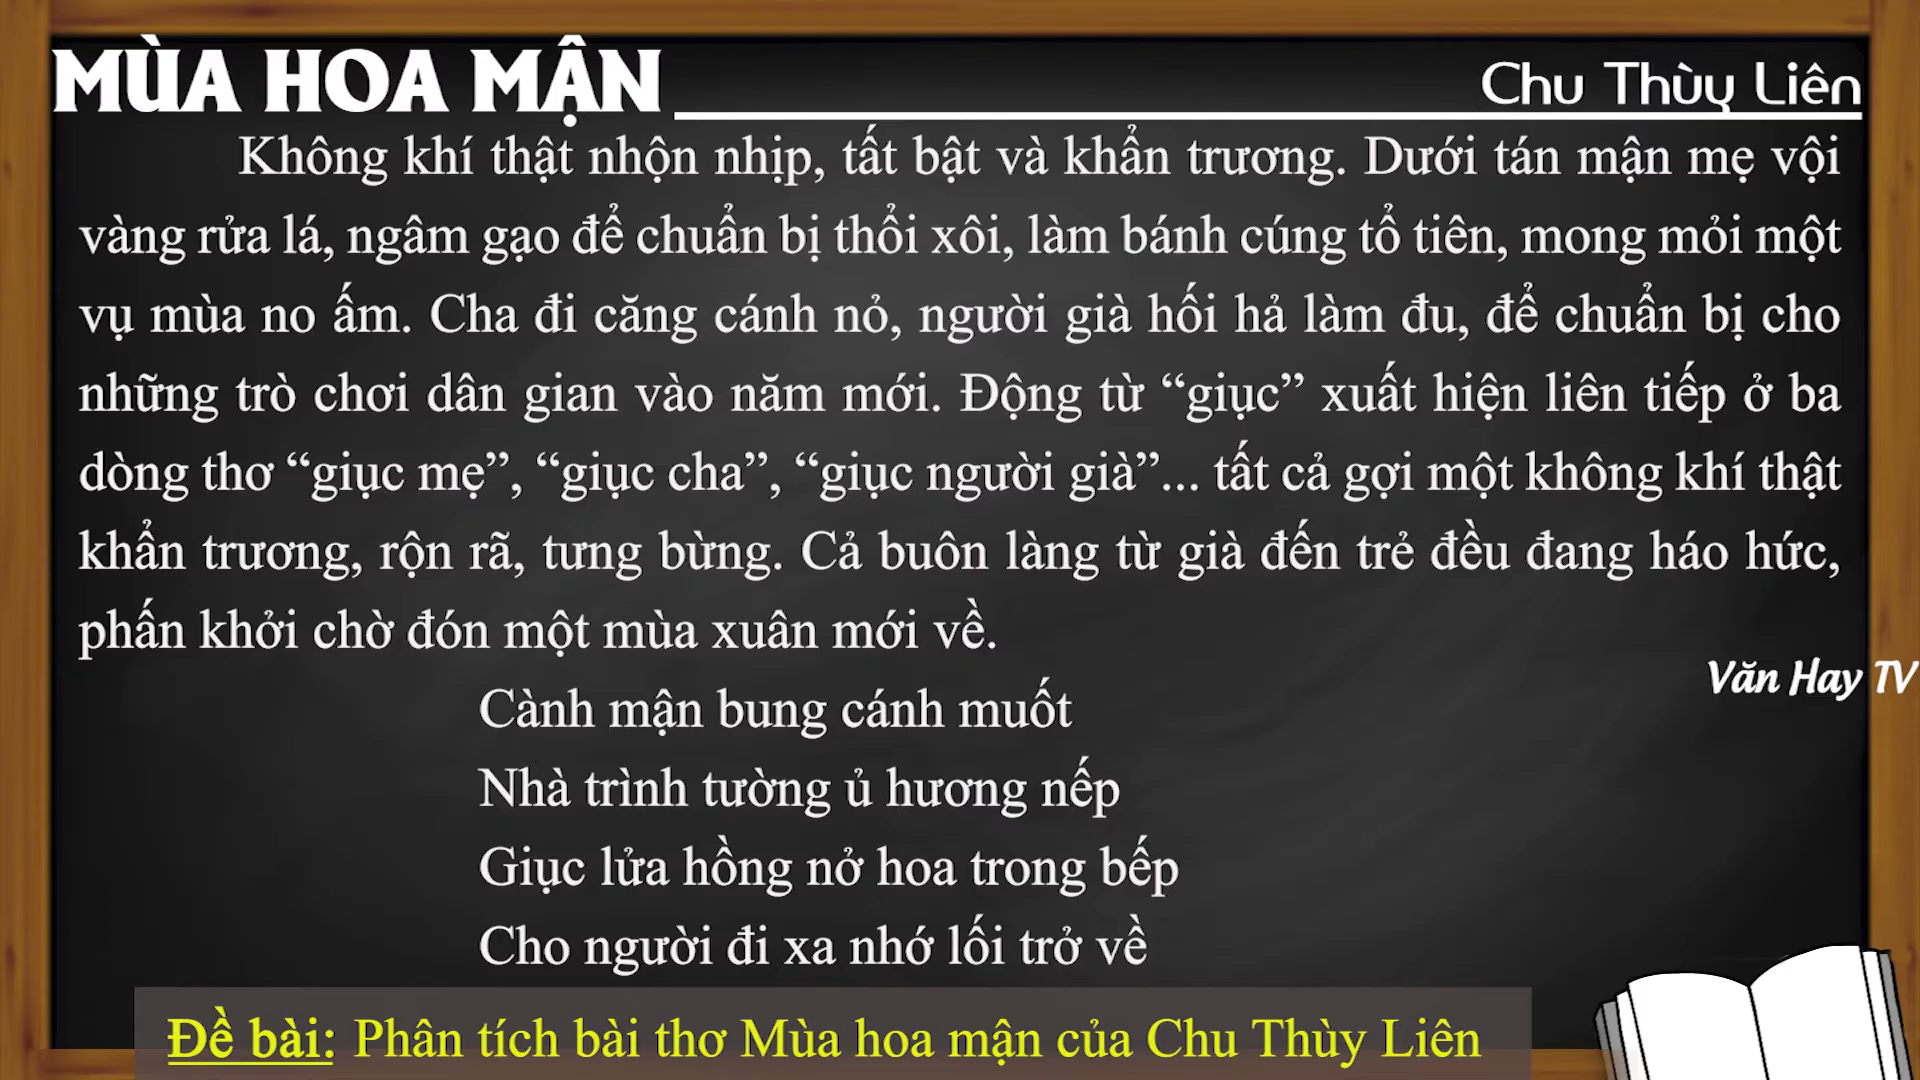 MÙA HOA MẬN
Chu Thùy Liên
Không khí thật nhộn nhịp, tất bật và khẩn trương. Dưới tán mận mẹ vội
vàng rửa lá, ngâm gạo để chuẩn bị thổi xôi, làm bánh cúng tổ tiên, mong mỏi một
vụ mùa no ấm. Cha đi căng cánh nỏ, người già hối hả làm đu, để chuẩn bị cho
những trò chơi dân gian vào năm mới. Động từ “giục” xuất hiện liên tiếp ở ba
dòng thơ “giục mẹ”, “giục cha”, “giục người già”... tất cả gợi một không khí thật
khẩn trương, rộn rã, tưng bừng. Cả buôn làng từ già đến trẻ đều đang háo hức,
phấn khởi chờ đón một mùa xuân mới về.
Văn Hay TV
Cành mận bung cánh muốt
Nhà trình tường ủ hương nếp
Giục lửa hồng nở hoa trong bếp
Cho người đi xa nhớ lối trở về
Đề bài: Phân tích bài thơ Mùa hoa mận của Chu Thùy Liên